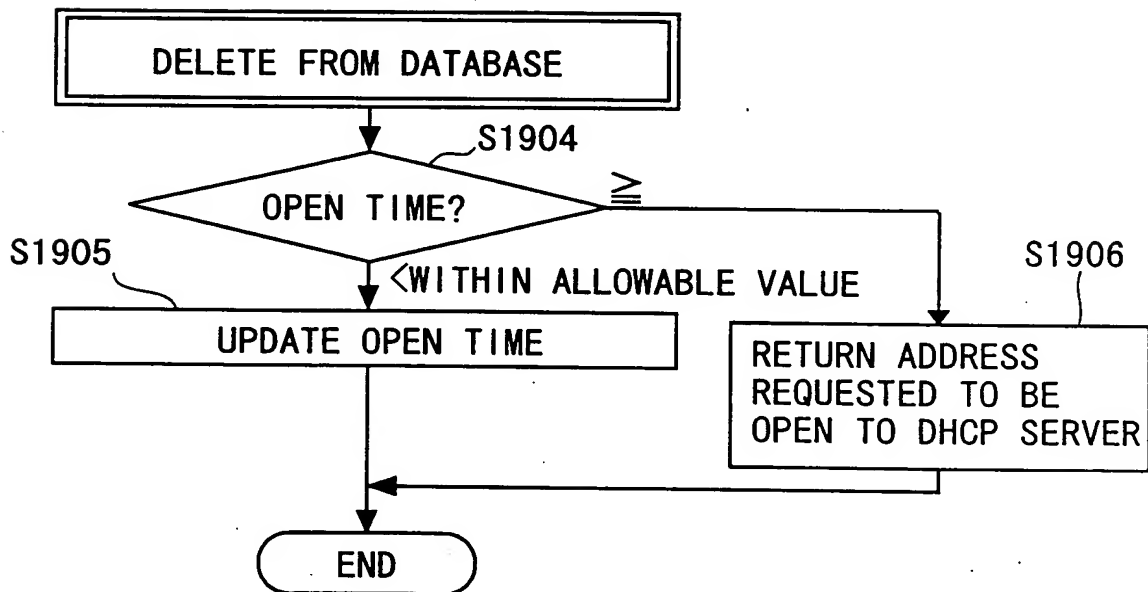 DELETE FROM DATABASE
S1904
OPEN TIME?
≧
S1905
<WITHIN ALLOWABLE VALUE
S1906
UPDATE OPEN TIME
RETURN ADDRESS
REQUESTED TO BE
OPEN TO DHCP SERVER
END